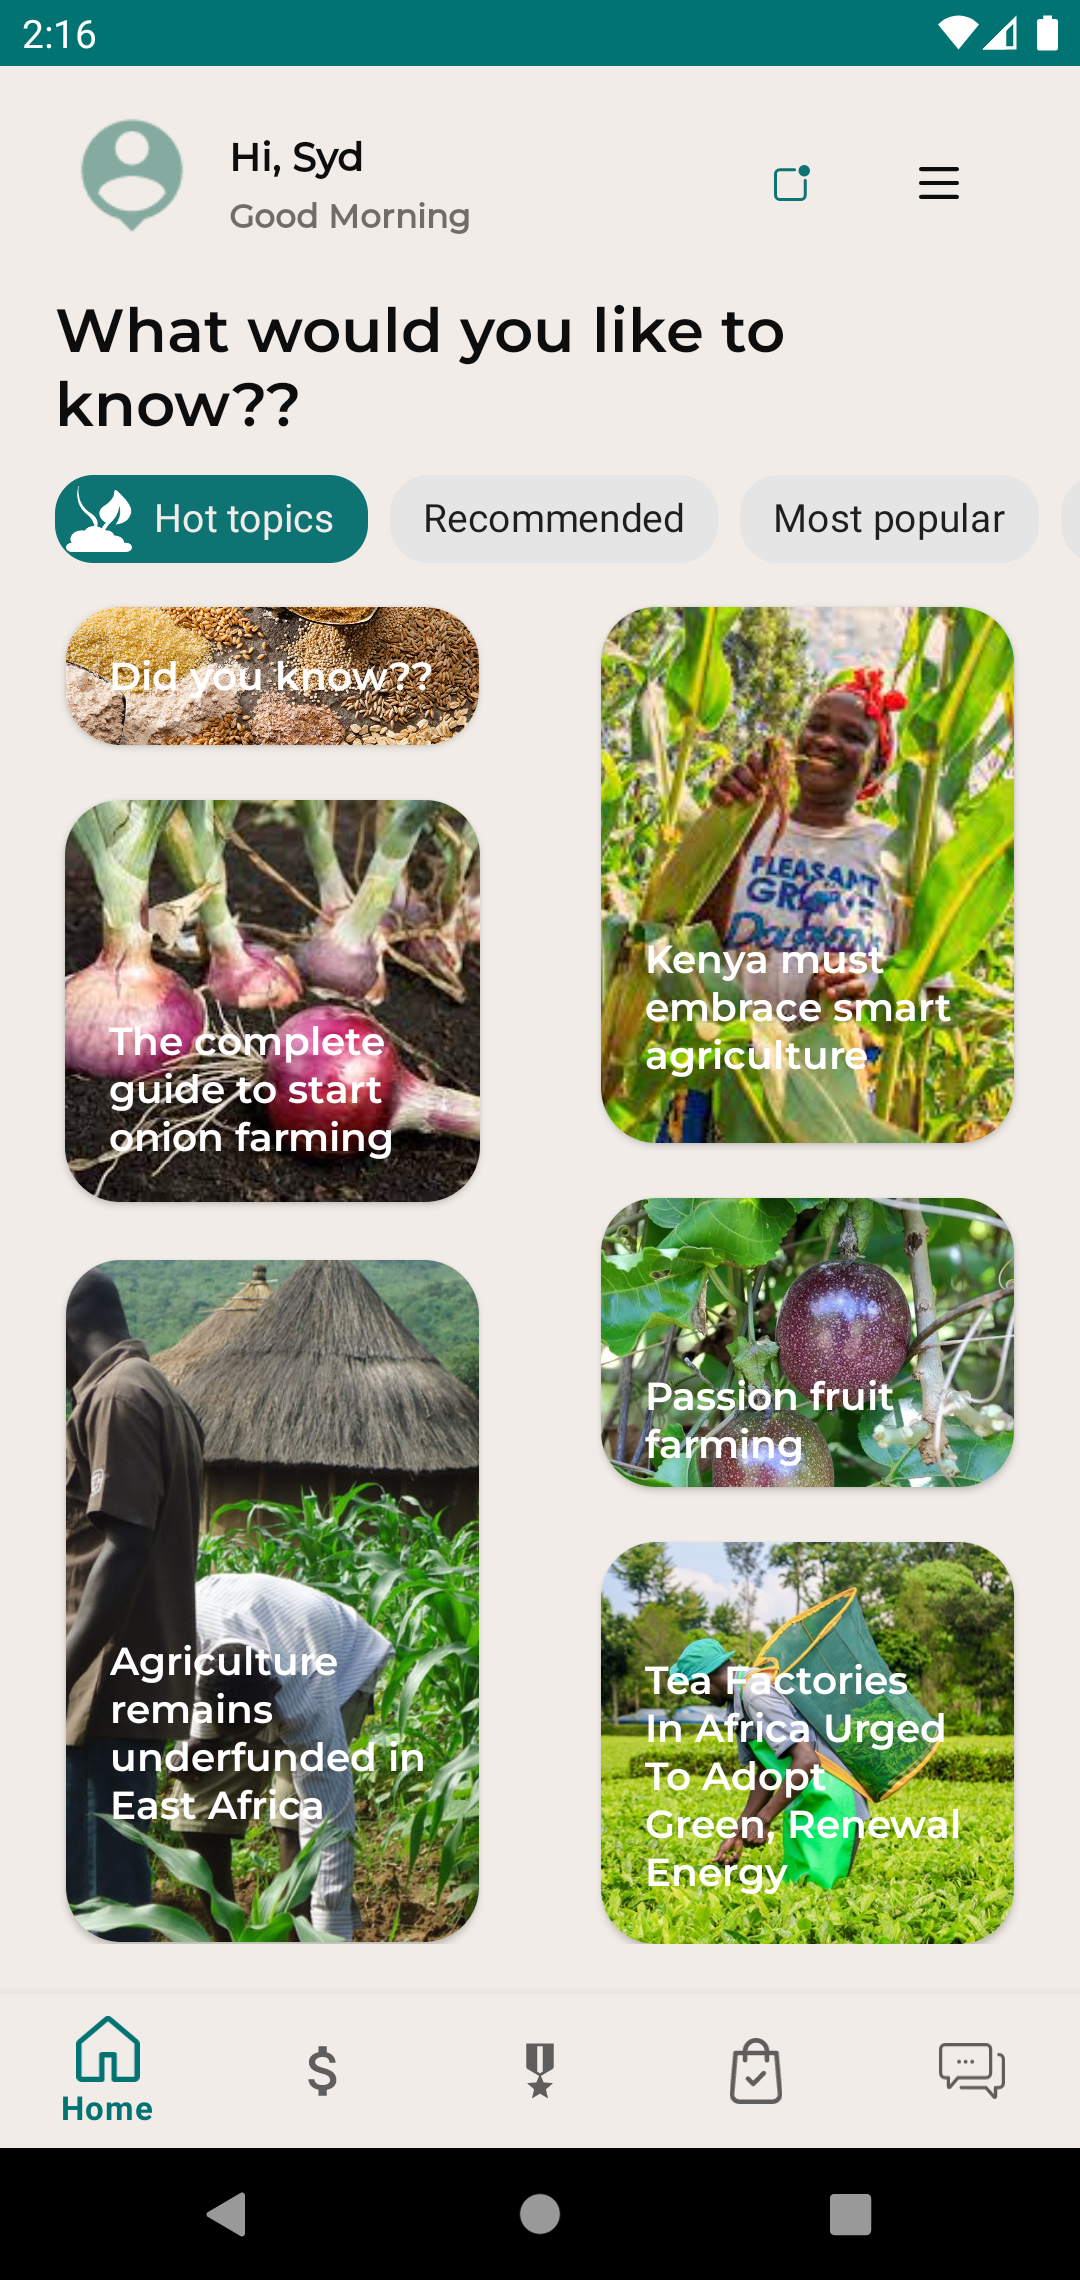 2:16
Hi, Syd
Good Morning
What would you like to
know??
Hot topics
Recommended
Most popular
Did you know??
The complete
guide to start
onion farming
Agriculture
remains
underfunded in
East Africa
PLEASANT
GROVE
Kenya must
embrace smart
agriculture
Passion fruit
farming
Tea Factories
In Africa Urged
To Adopt
Green, Renewal
Energy
Home